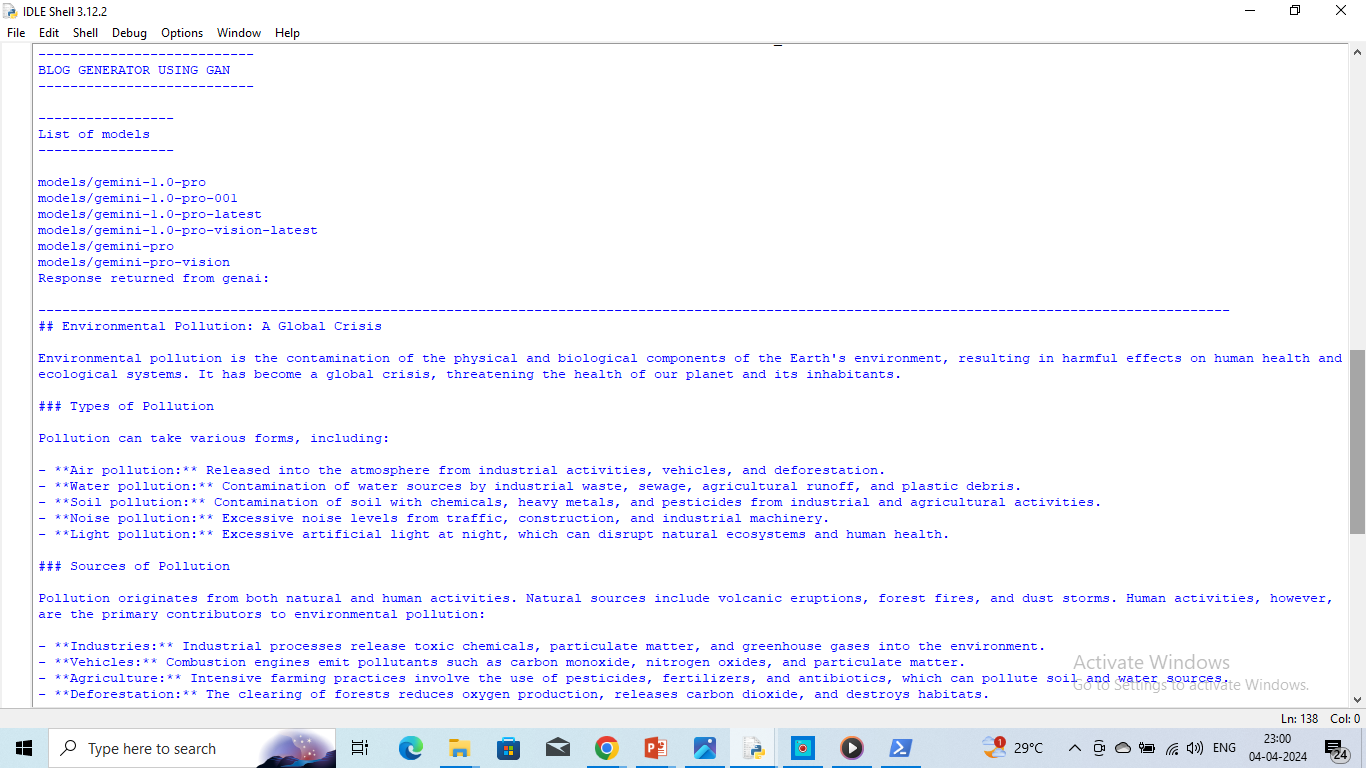 IDLE Shell 3.12.2
File Edit Shell Debug Options Window Help
---------------------------
BLOG GENERATOR USING GAN
---------------------------
-----------------
List of models
-----------------
models/gemini-1.0-pro
models/gemini-1.0-pro-001
models/gemini-1.0-pro-latest
models/gemini-1.0-pro-vision-latest
models/gemini-pro
models/gemini-pro-vision
Response returned from genai:
-----------------------------------------------------------------------------------------------------------------------------------------------------
## Environmental Pollution: A Global Crisis
Environmental pollution is the contamination of the physical and biological components of the Earth's environment, resulting in harmful effects on human health and
ecological systems. It has become a global crisis, threatening the health of our planet and its inhabitants.
### Types of Pollution
Pollution can take various forms, including:
- **Air pollution:** Released into the atmosphere from industrial activities, vehicles, and deforestation.
- **Water pollution:** Contamination of water sources by industrial waste, sewage, agricultural runoff, and plastic debris.
- **Soil pollution:** Contamination of soil with chemicals, heavy metals, and pesticides from industrial and agricultural activities.
- **Noise pollution:** Excessive noise levels from traffic, construction, and industrial machinery.
- **Light pollution:** Excessive artificial light at night, which can disrupt natural ecosystems and human health.
### Sources of Pollution
Pollution originates from both natural and human activities. Natural sources include volcanic eruptions, forest fires, and dust storms. Human activities, however,
are the primary contributors to environmental pollution:
- **Industries:** Industrial processes release toxic chemicals, particulate matter, and greenhouse gases into the environment.
- **Vehicles:** Combustion engines emit pollutants such as carbon monoxide, nitrogen oxides, and particulate matter.
- **Agriculture:** Intensive farming practices involve the use of pesticides, fertilizers, and antibiotics, which can pollute soil and water sources.
- **Deforestation:** The clearing of forests reduces oxygen production, releases carbon dioxide, and destroys habitats.
Activate Windows
Go to Settings to activate Windows.
Ln: 138 Col: 0
Type here to search
1
29°C
ENG
23:00
04-04-2024
24